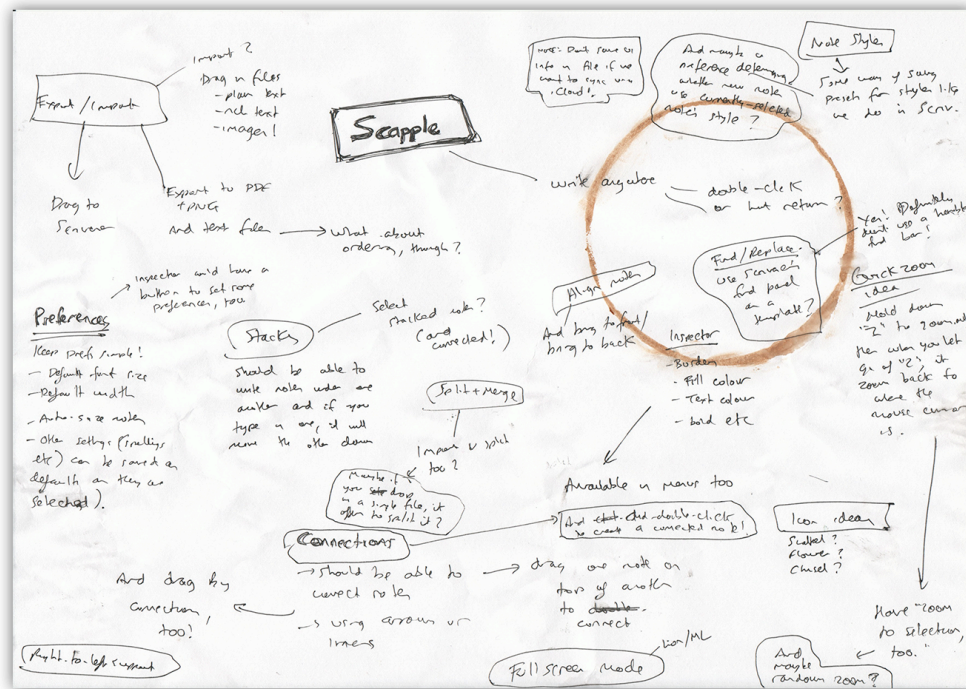 Import?
Drag in files
- plain text
- rich text
- images!
Export/Import
Drag to
Scrivener
Export to PDF
+ PNG
And text files
What about
ordering, though?
Scapple
NOTE: Don't save UI
info in file if we
want to sync via
iCloud!
And maybe a
preference determining
whether new notes
use currently-selected
note's style?
Note Styles
Some way of saving
presets for styles like
we do in Scriv.
write anywhere
double-click
or hit return?
Yes! Definitely
don't use a
find bar!
Find/Replace -
use Scrivener's
find panel
as a
template?
Align notes
And bring to front/
bring to back
Inspector
- Border
- Fill colour
- Text colour
- bold etc
Available in menus too
Quick zoom
idea
Hold down
"Z" to zoom out
then when you let
go of "Z", it
zooms back to
where the
mouse cursor
is.
Have "zoom
to selection,
too."
And
maybe
random zoom?
Inspector could have a
button to set some
preferences, too
Preferences
Keep prefs simple!
- Default font size
- Default width
- Auto-size notes
- Other settings (smellings
etc) can be saved as
defaults as they are
selected).
Stacks
Should be able to
write notes under one
another and if you
type in one, it will
move the other down
Select
stacked notes?
(and
connected!)
Split + Merge
Import & split
too?
Maybe if
you drop
in a single file, it
offers to split it?
Connections
→ Should be able to
connect notes
→ using arrows or
lines
And drag by
connection,
too!
And double-click
to create a connected note!
drag one note on
top of another
to
connect
Icon ideas
Scalpel?
Flower?
Chisel?
Right-to-left support
Full screen mode
Lion/ML